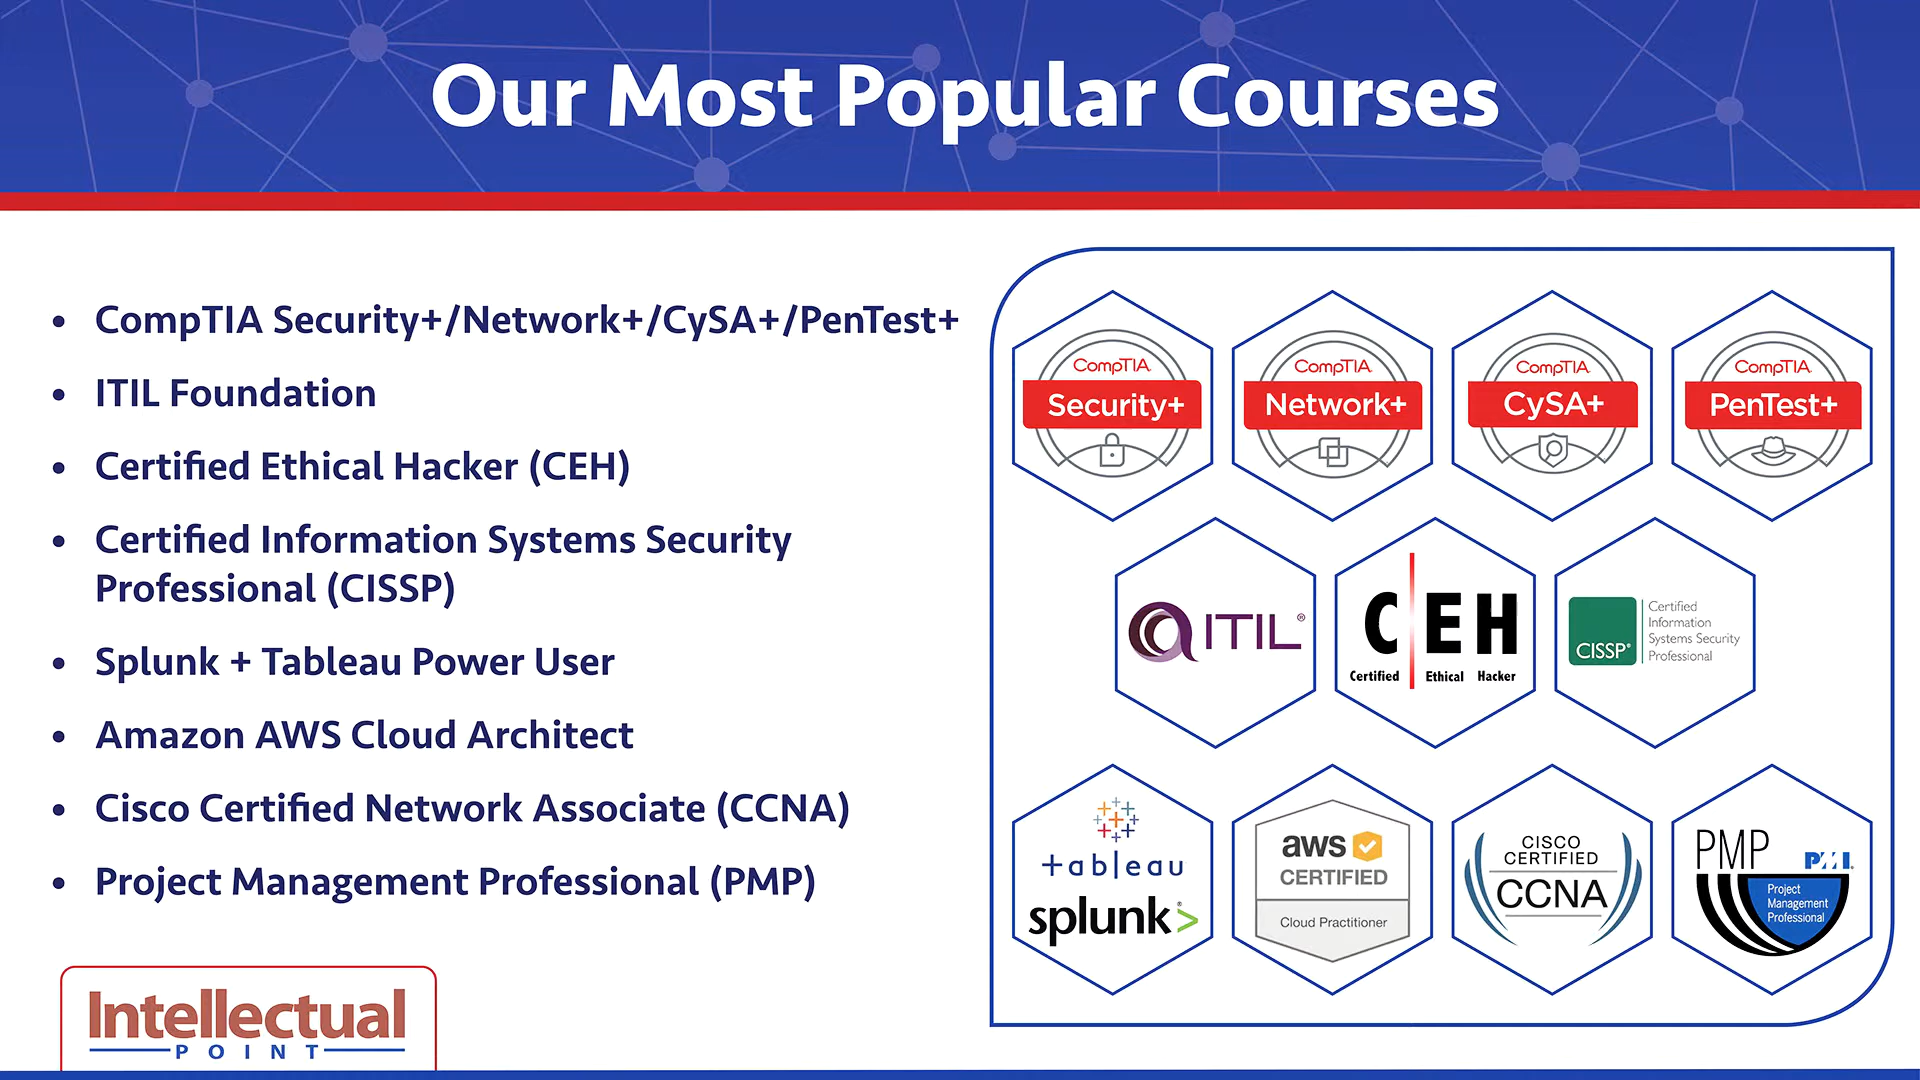 Our Most Popular Courses
• CompTIA Security+/Network+/CySA+/PenTest+
• ITIL Foundation
• Certified Ethical Hacker (CEH)
• Certified Information Systems Security
Professional (CISSP)
• Splunk + Tableau Power User
• Amazon AWS Cloud Architect
• Cisco Certified Network Associate (CCNA)
• Project Management Professional (PMP)
Intellectual
POINT
CompTIA.
Security+
CompTIA.
Network+
CompTIA.
CySA+
CompTIA.
PenTest+
ITIL®
CEH
Certified Ethical Hacker
CISSP®
Certified
Information
Systems Security
Professional
+ableau
splunk>®
aws
CERTIFIED
Cloud Practitioner
CISCO
CERTIFIED
CCNA
PMP
PMI.
Project
Management
Professional